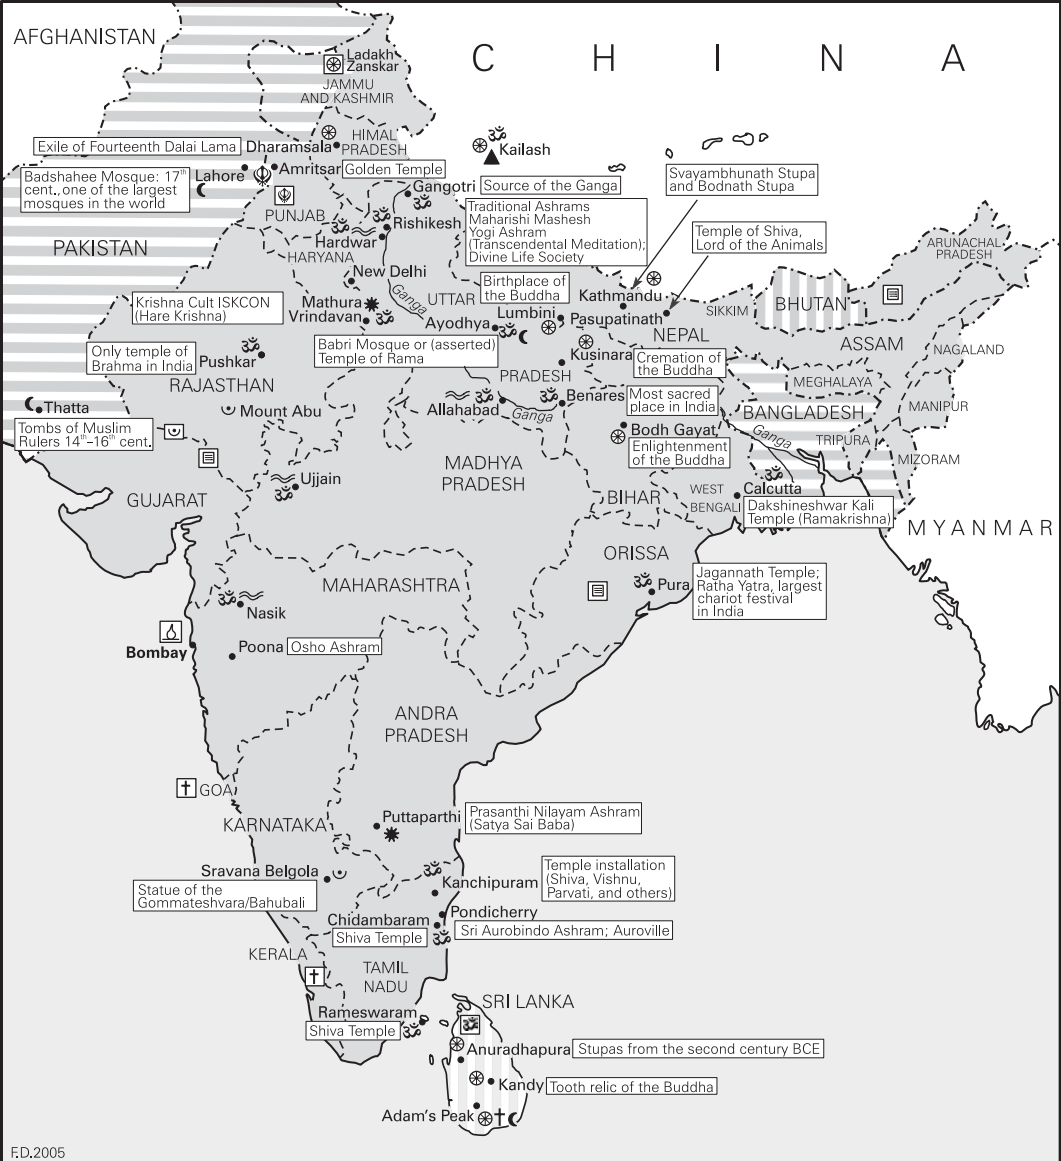 AFGHANISTAN
C H I N A
Ladakh
Zanskar
JAMMU
AND KASHMIR
HIMAL
PRADESH
Exile of Fourteenth Dalai Lama
Dharamsala
Kailash
Badshahee Mosque: 17th
cent., one of the largest
mosques in the world
Lahore
Amritsar
Golden Temple
PUNJAB
Gangotri
Source of the Ganga
Svayambhunath Stupa
and Bodnath Stupa
Traditional Ashrams
Maharishi Mashesh
Yogi Ashram
(Transcendental Meditation);
Divine Life Society
Rishikesh
Hardwar
HARYANA
Temple of Shiva,
Lord of the Animals
PAKISTAN
ARUNACHAL
PRADESH
New Delhi
Ganga
UTTAR
Birthplace of
the Buddha
Krishna Cult ISKCON
(Hare Krishna)
Mathura
Vrindavan
Ayodhya
Lumbini
Kathmandu
Pasupatinath
NEPAL
SIKKIM
BHUTAN
ASSAM
NAGALAND
Only temple of
Brahma in India
Pushkar
Babri Mosque or (asserted)
Temple of Rama
Kusinara
Cremation of
the Buddha
RAJASTHAN
PRADESH
MEGHALAYA
Thatta
Tombs of Muslim
Rulers 14th–16th cent.
Mount Abu
Allahabad
Ganga
Benares
Most sacred
place in India
BANGLADESH
MANIPUR
Bodh Gayat
Enlightenment
of the Buddha
Ganga
TRIPURA
MIZORAM
GUJARAT
Ujjain
MADHYA
PRADESH
BIHAR
WEST
BENGALI
Calcutta
Dakshineshwar Kali
Temple (Ramakrishna)
MYANMAR
ORISSA
MAHARASHTRA
Nasik
Pura
Jagannath Temple;
Ratha Yatra, largest
chariot festival
in India
Bombay
Poona
Osho Ashram
ANDRA
PRADESH
GOA
KARNATAKA
Puttaparthi
Prasanthi Nilayam Ashram
(Satya Sai Baba)
Sravana Belgola
Statue of the
Gommateshvara/Bahubali
Kanchipuram
Temple installation
(Shiva, Vishnu,
Parvati, and others)
Chidambaram
Shiva Temple
Pondicherry
Sri Aurobindo Ashram; Auroville
KERALA
TAMIL
NADU
Rameswaram
Shiva Temple
SRI LANKA
Anuradhapura
Stupas from the second century BCE
Kandy
Tooth relic of the Buddha
Adam's Peak
F.D.2005